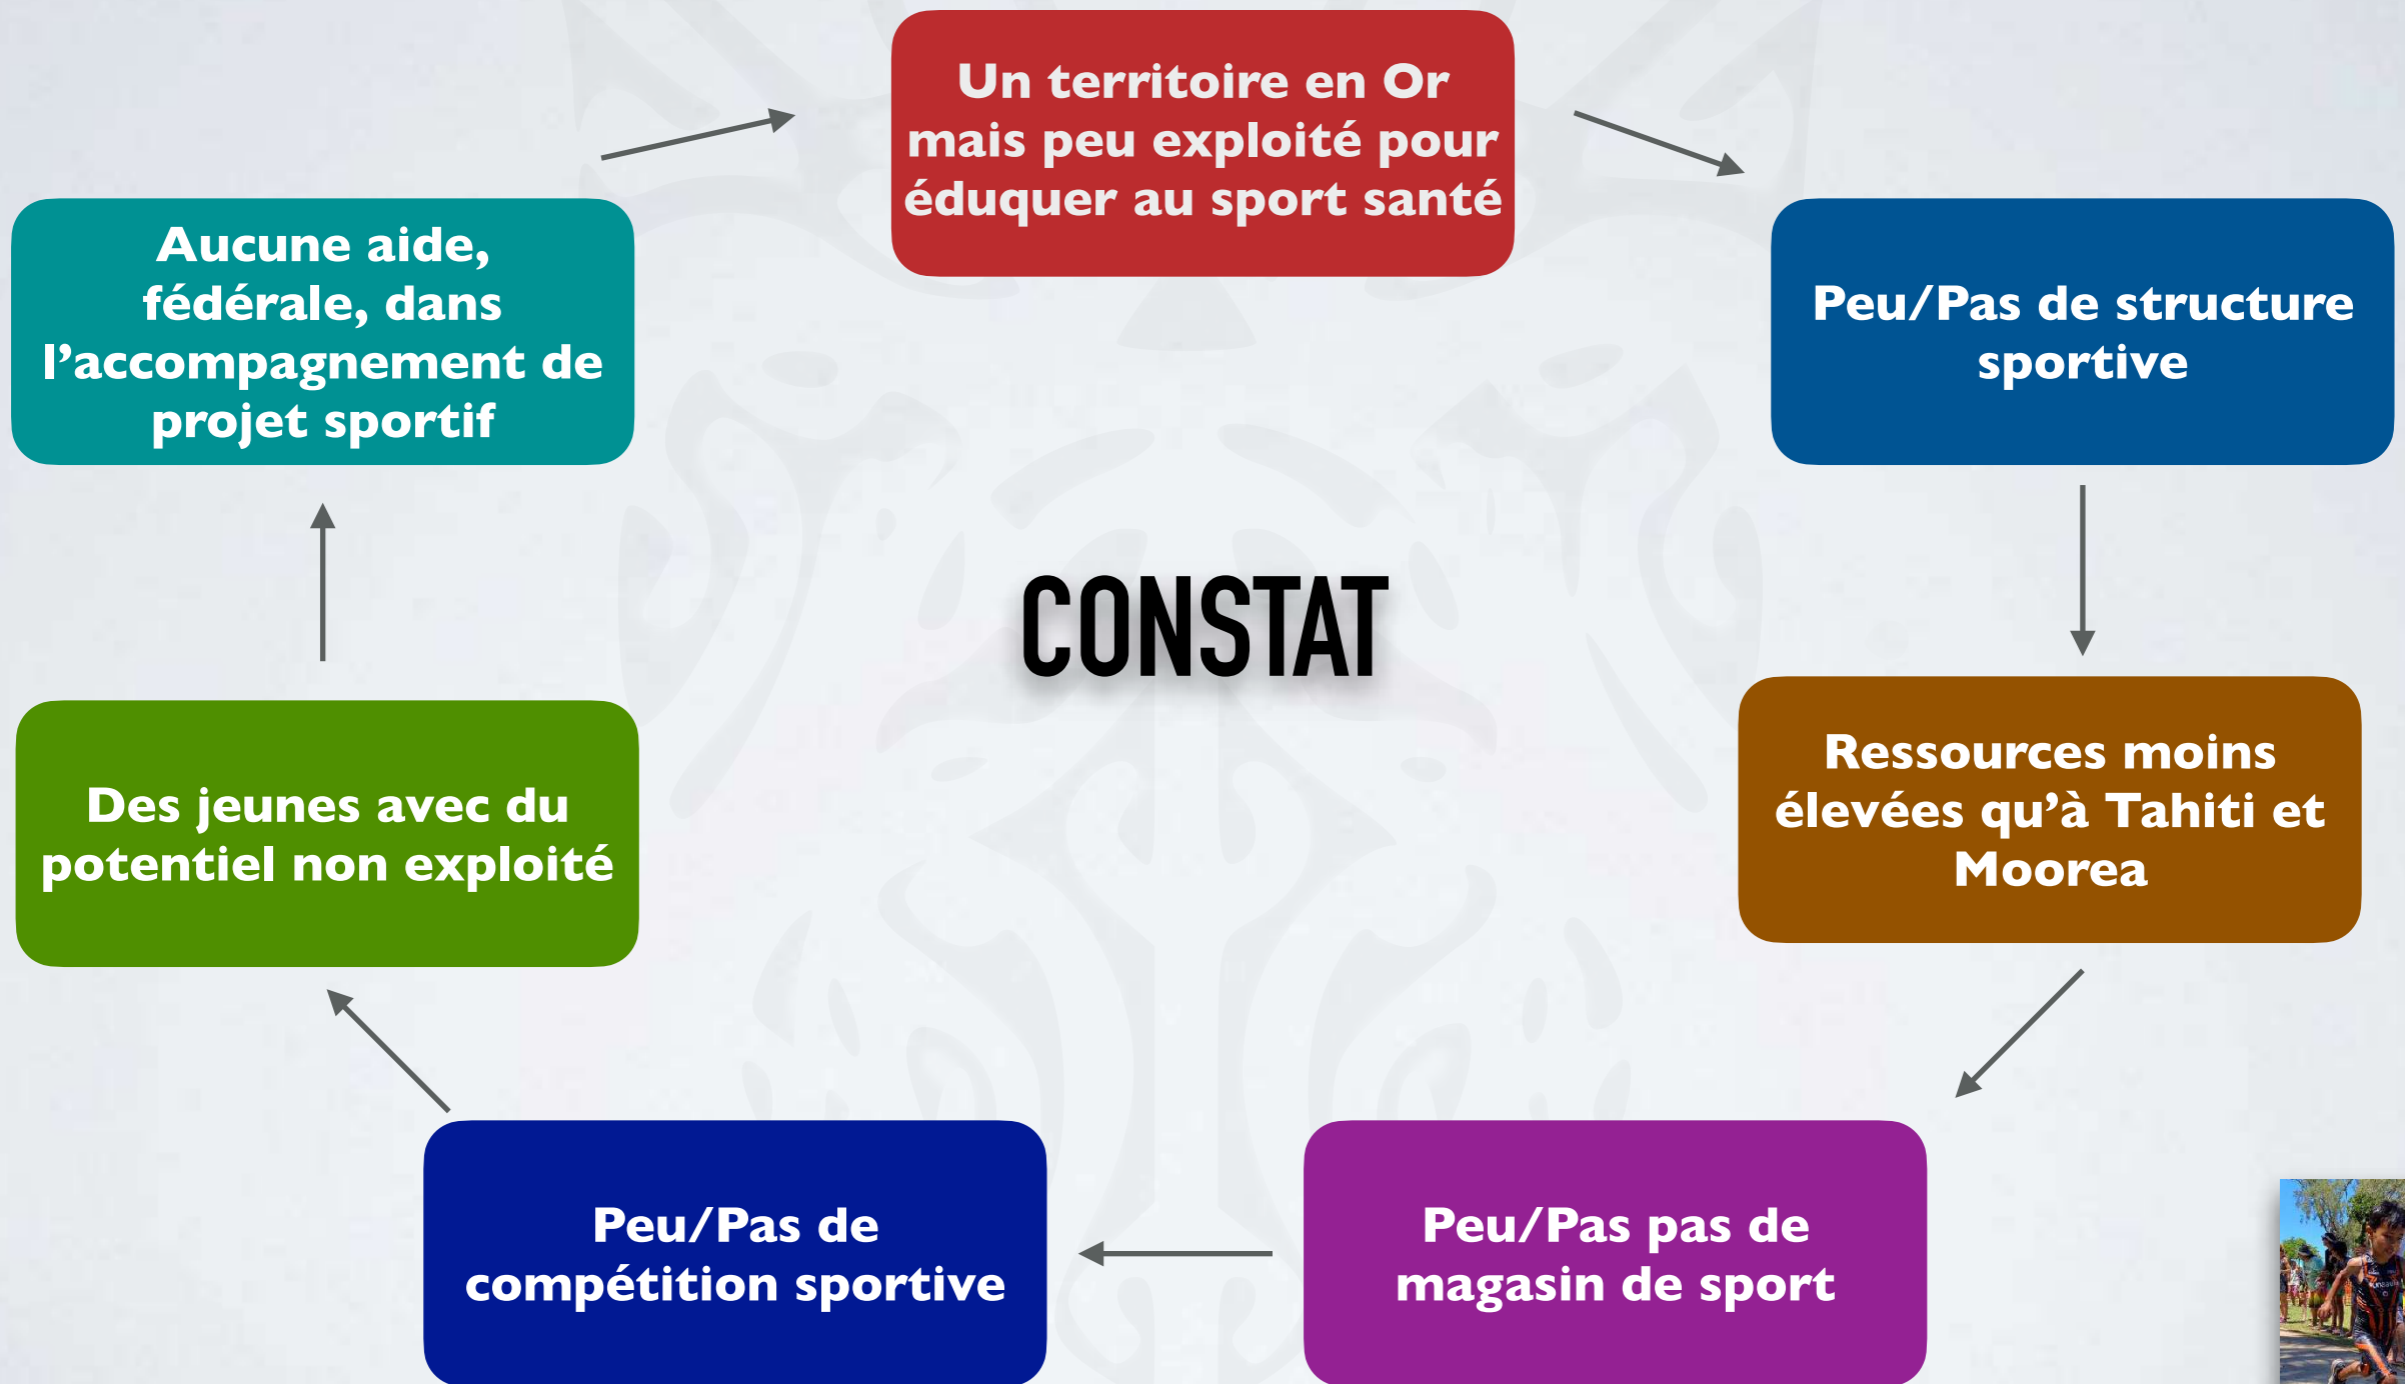 Un territoire en Or
mais peu exploité pour
éduquer au sport santé
Peu/Pas de structure
sportive
Ressources moins
élevées qu’à Tahiti et
Moorea
Peu/Pas pas de
magasin de sport
Peu/Pas de
compétition sportive
Des jeunes avec du
potentiel non exploité
Aucune aide,
fédérale, dans
l’accompagnement de
projet sportif
CONSTAT